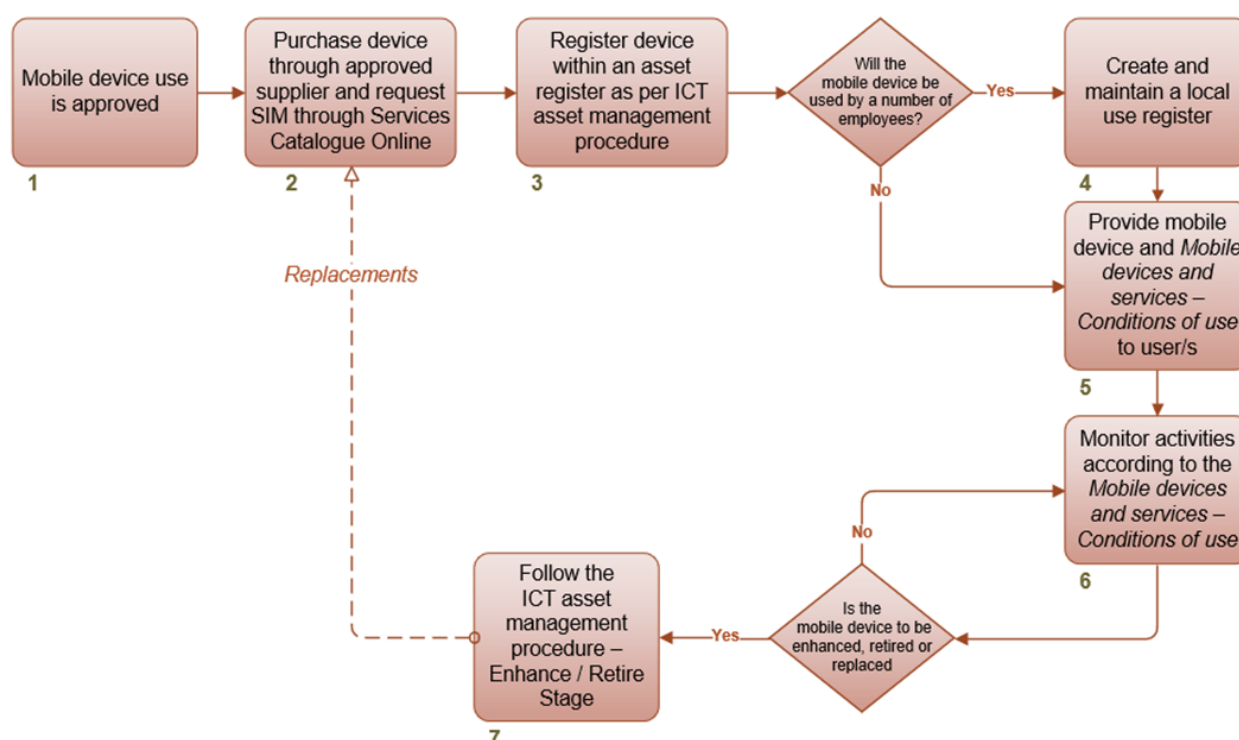 Mobile device use
is approved
1
Purchase device
through approved
supplier and request
SIM through Services
Catalogue Online
2
Register device
within an asset
register as per ICT
asset management
procedure
3
Will the
mobile device be
used by a number of
employees?
Yes
No
Create and
maintain a local
use register
4
Provide mobile
device and Mobile
devices and
services –
Conditions of use
to user/s
5
Monitor activities
according to the
Mobile devices
and services –
Conditions of use
6
Is the
mobile device to be
enhanced, retired or
replaced
No
Yes
Follow the
ICT asset
management
procedure –
Enhance / Retire
Stage
7
Replacements